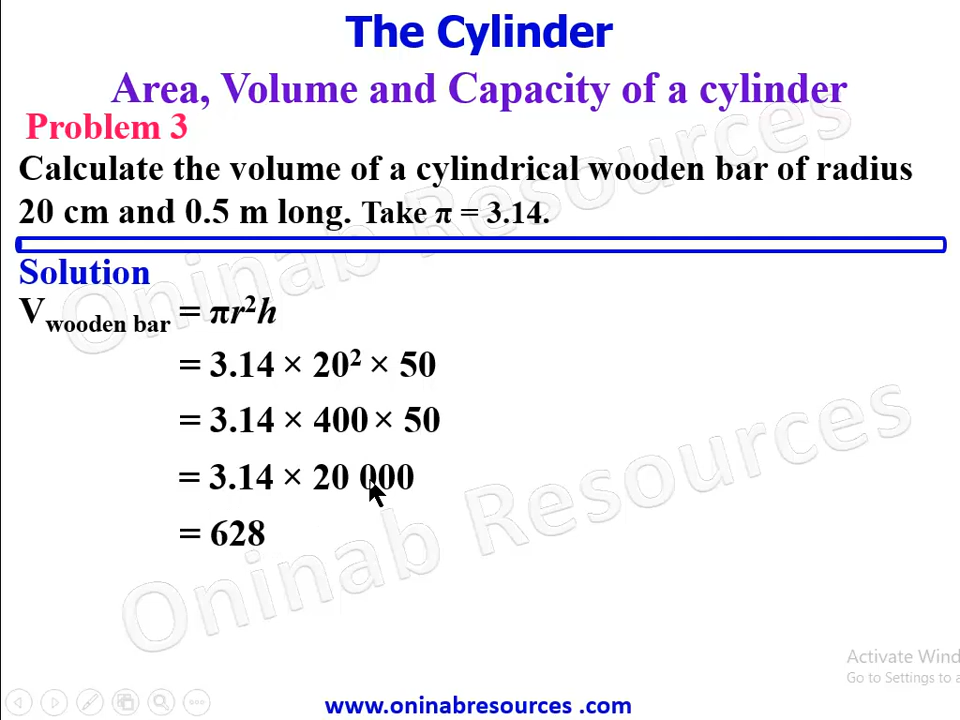 The Cylinder
Area, Volume and Capacity of a cylinder
Problem 3
Calculate the volume of a cylindrical wooden bar of radius
20 cm and 0.5 m long. Take π = 3.14.
Solution
V wooden bar = πr²h
= 3.14 × 20² × 50
= 3.14 × 400 × 50
= 3.14 × 20 000
= 628
Oninab Resources
Oninab Resources
Activate Wind
Go to Settings to a
www.oninabresources .com